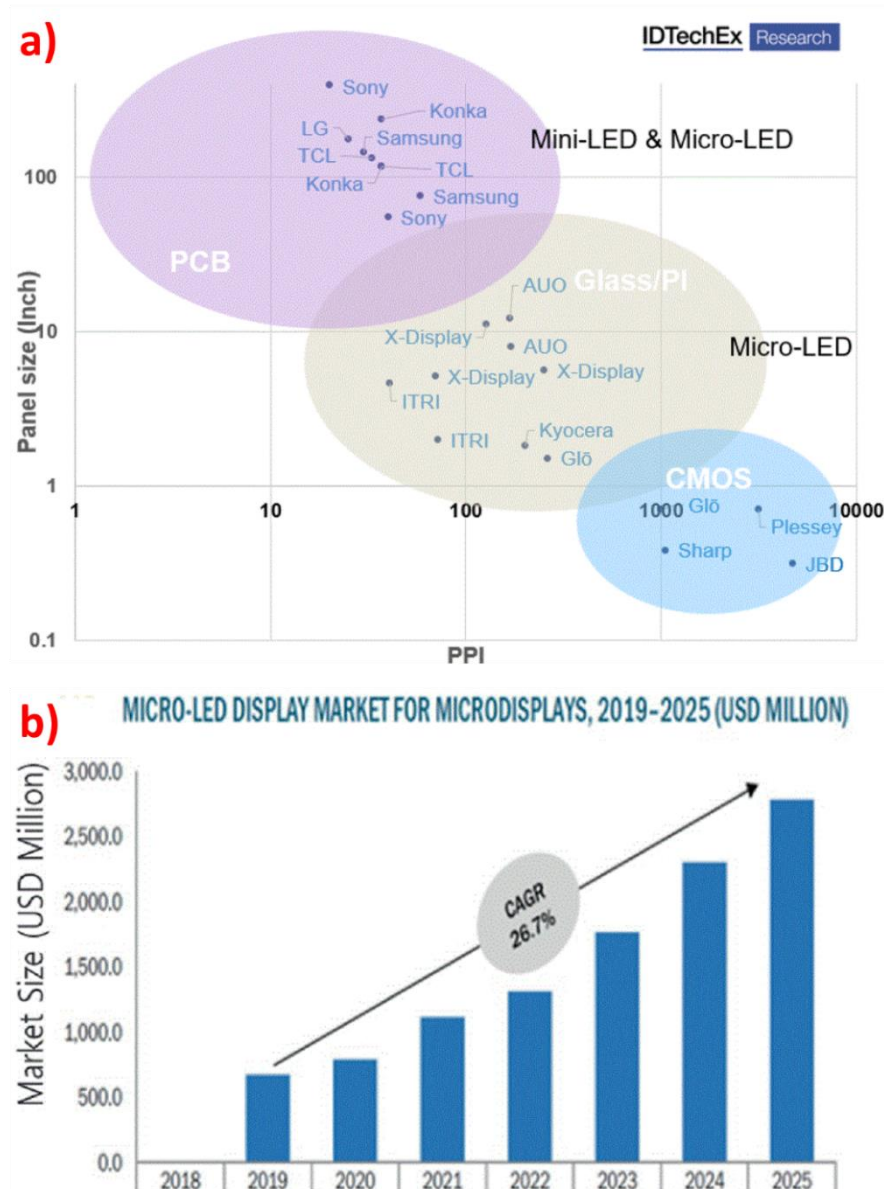 a)
IDTechEx Research
Sony
Konka
LG
Samsung
Mini-LED & Micro-LED
TCL
TCL
100
Konka
Samsung
Sony
PCB
Glass/PI
AUO
10
X-Display
AUO
Micro-LED
X-Display
X-Display
ITRI
Kyocera
ITRI
Glō
CMOS
1
1
10
100
1000
10000
Glō
Plessey
Sharp
JBD
0.1
PPI
Panel size (Inch)
b)
MICRO-LED DISPLAY MARKET FOR MICRODISPLAYS, 2019–2025 (USD MILLION)
Market Size (USD Million)
3,000.0
2,500.0
2,000.0
1,500.0
1,000.0
500.0
0.0
CAGR
26.7%
2018 2019 2020 2021 2022 2023 2024 2025